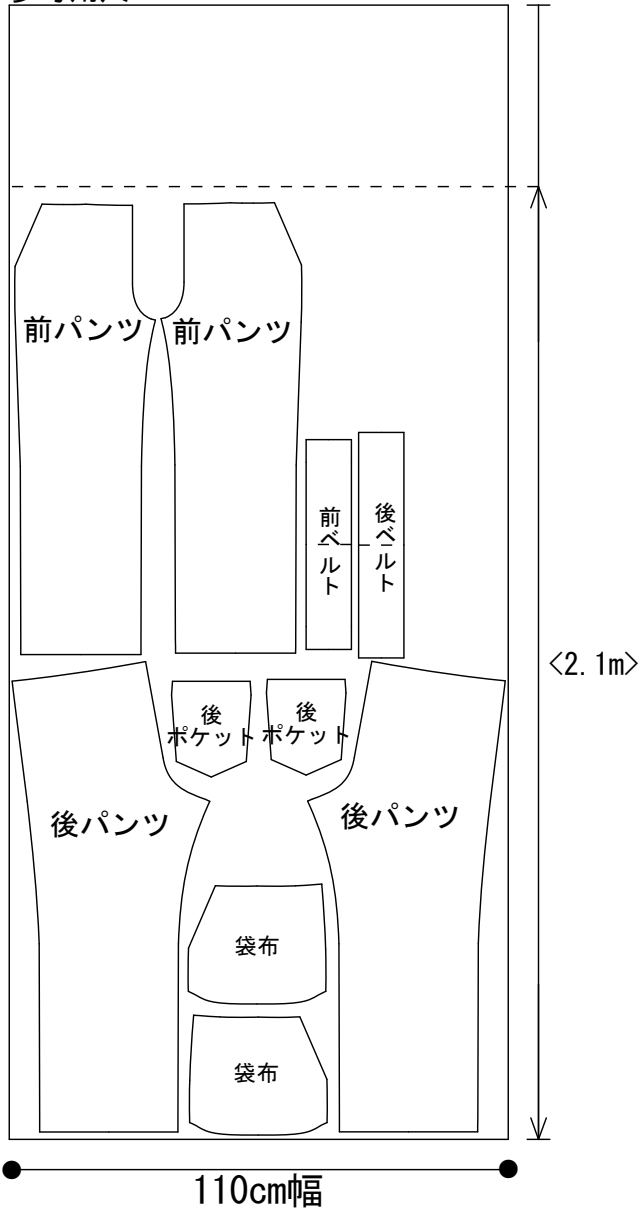 前パンツ
前パンツ
前ベルト
後ベルト
<2.1m>
後
ポケット
後
ポケット
後パンツ
後パンツ
袋布
袋布
110cm幅